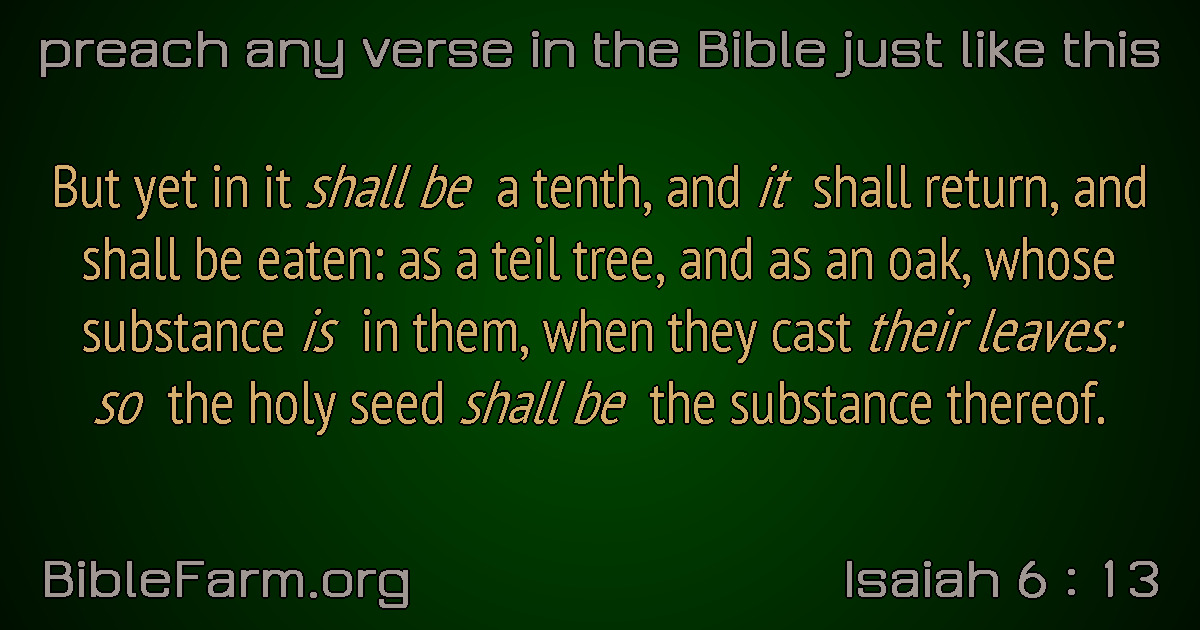 preach any verse in the Bible just like this
But yet in it shall be a tenth, and it shall return, and
shall be eaten: as a teil tree, and as an oak, whose
substance is in them, when they cast their leaves:
so the holy seed shall be the substance thereof.
BibleFarm.org
Isaiah 6 : 13